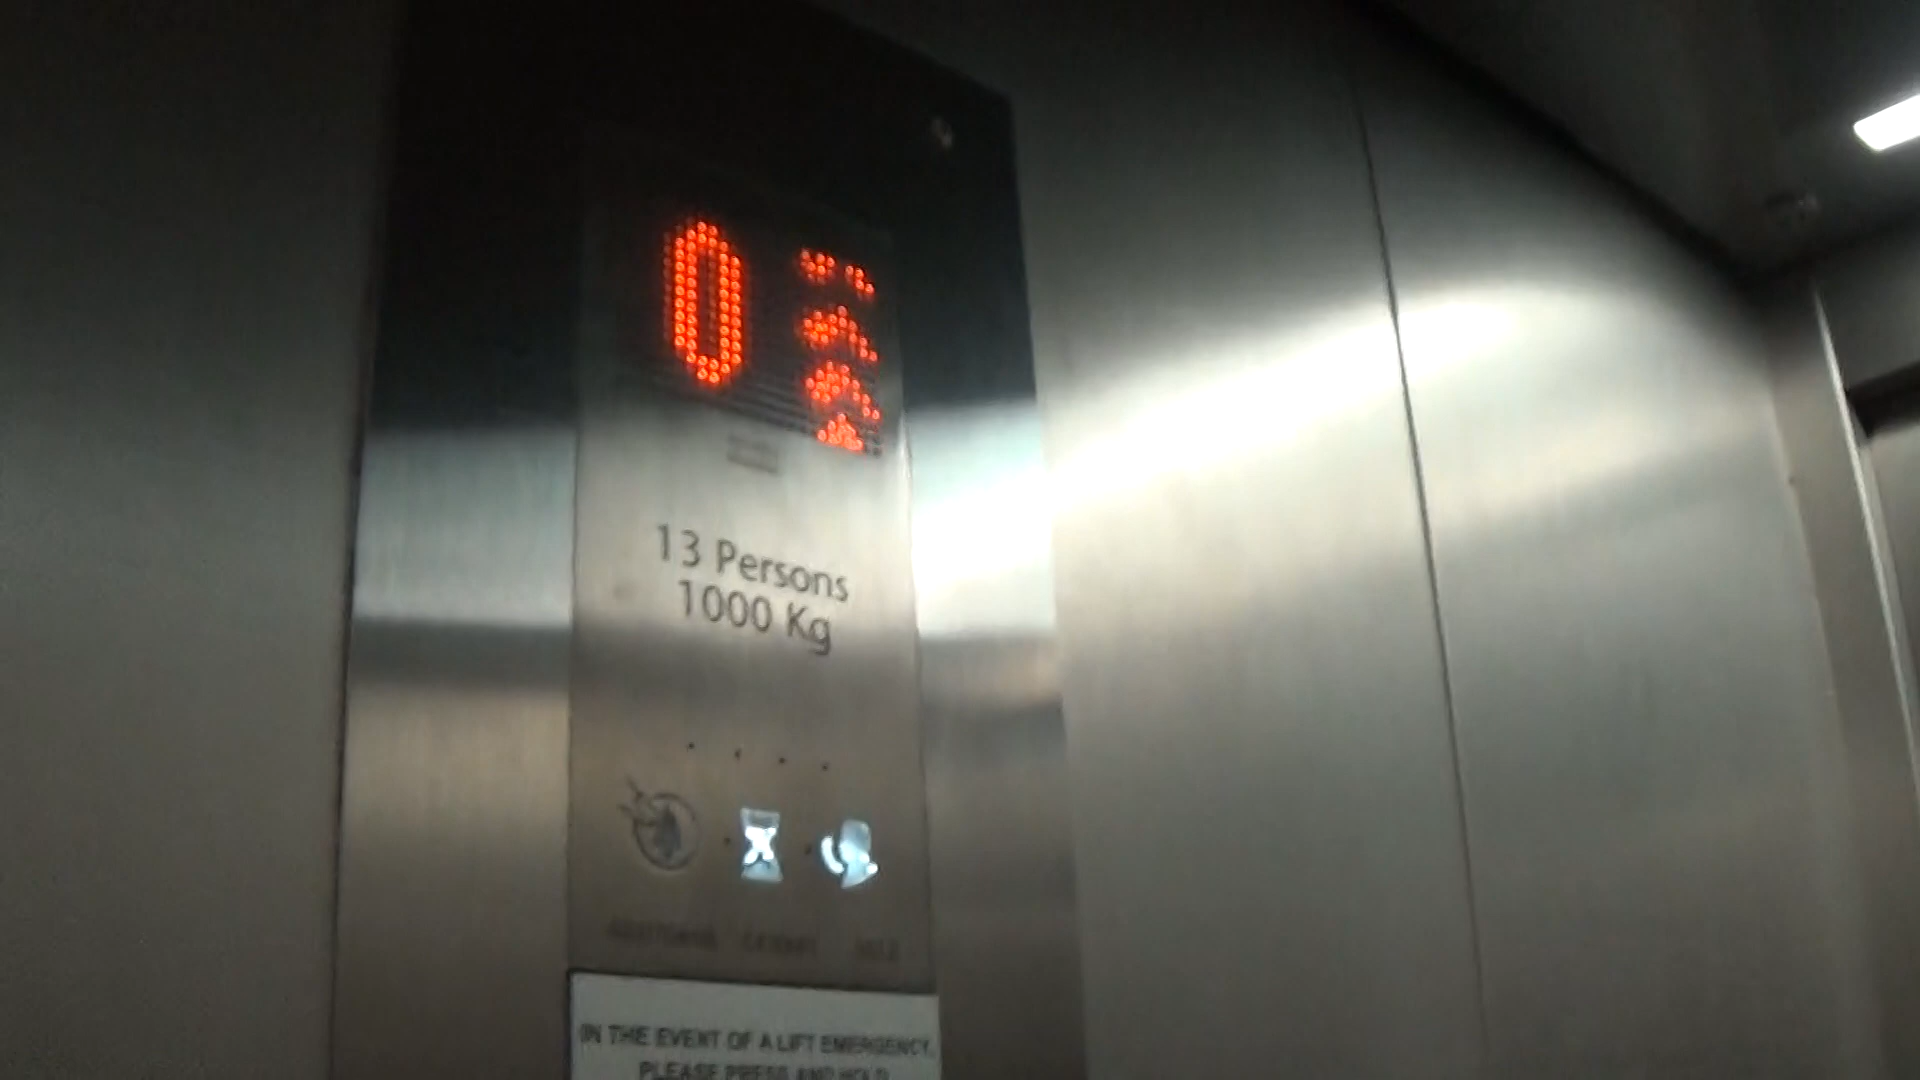 0
13 Persons
1000 Kg
IN THE EVENT OF A LIFT EMERGENCY,
PLEASE PRESS AND HOLD